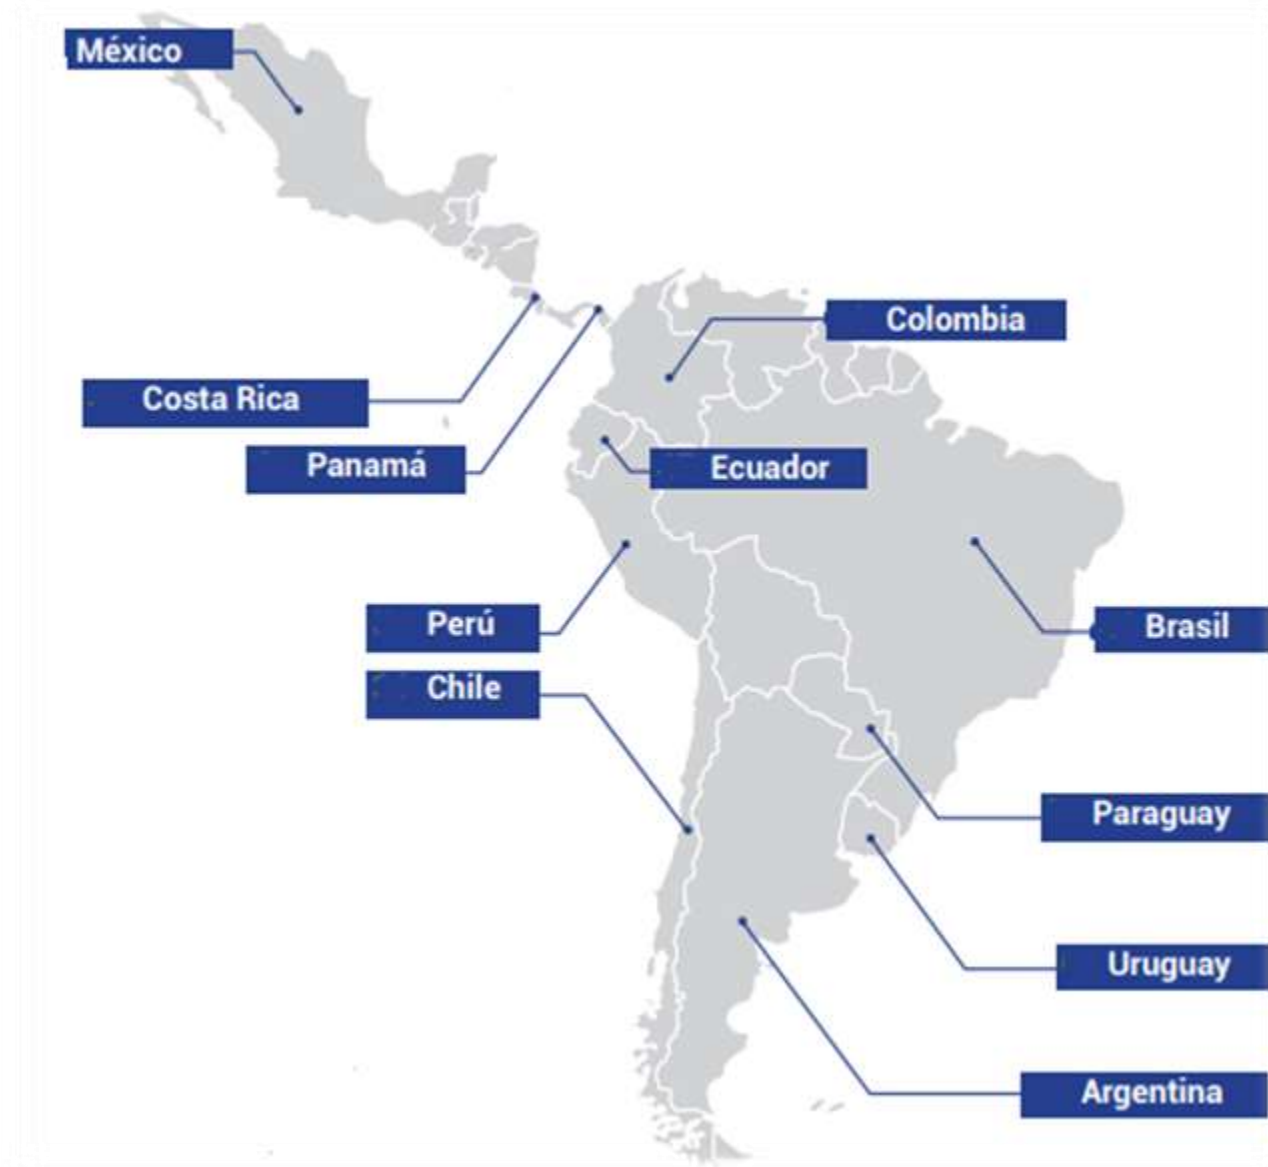 México
Colombia
Costa Rica
Panamá
Ecuador
Perú
Brasil
Chile
Paraguay
Uruguay
Argentina